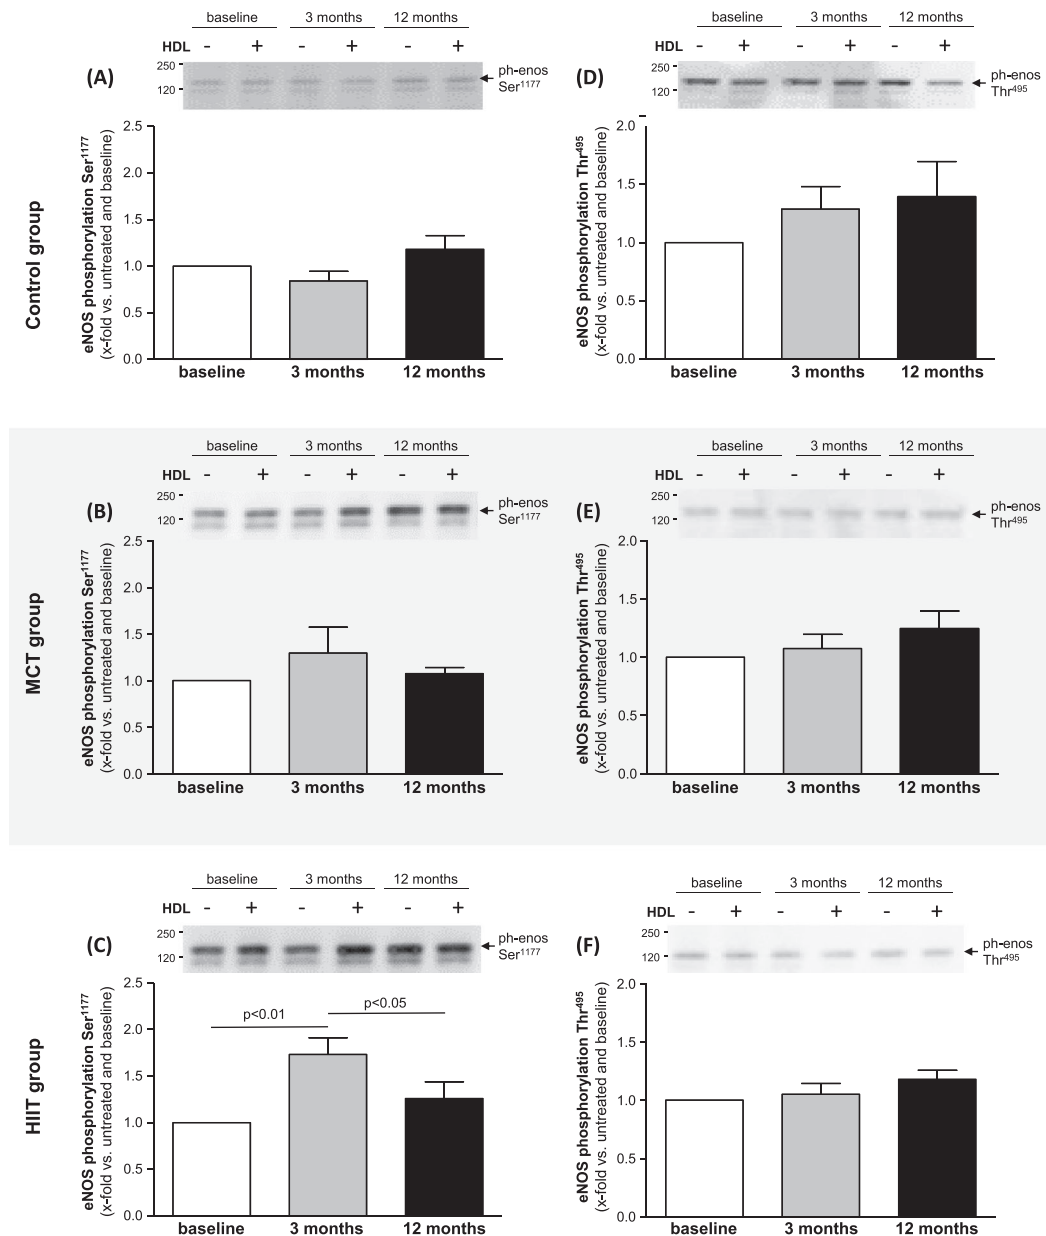 Control group
baseline 3 months 12 months
HDL - + - + - +
(A)
250
120
ph-enos
Ser1177
eNOS phosphorylation Ser1177
(x-fold vs. untreated and baseline)
2.5
2.0
1.5
1.0
0.5
0.0
baseline 3 months 12 months
baseline 3 months 12 months
HDL - + - + - +
(D)
250
120
ph-enos
Thr495
eNOS phosphorylation Thr495
(x-fold vs. untreated and baseline)
2.0
1.5
1.0
0.5
0.0
baseline 3 months 12 months
MCT group
baseline 3 months 12 months
HDL - + - + - +
(B)
250
120
ph-enos
Ser1177
eNOS phosphorylation Ser1177
(x-fold vs. untreated and baseline)
2.5
2.0
1.5
1.0
0.5
0.0
baseline 3 months 12 months
baseline 3 months 12 months
HDL - + - + - +
(E)
250
120
ph-enos
Thr495
eNOS phosphorylation Thr495
(x-fold vs. untreated and baseline)
2.0
1.5
1.0
0.5
0.0
baseline 3 months 12 months
HIIT group
baseline 3 months 12 months
HDL - + - + - +
(C)
250
120
ph-enos
Ser1177
eNOS phosphorylation Ser1177
(x-fold vs. untreated and baseline)
2.5
2.0
1.5
1.0
0.5
0.0
p<0.01
p<0.05
baseline 3 months 12 months
baseline 3 months 12 months
HDL - + - + - +
(F)
250
120
ph-enos
Thr495
eNOS phosphorylation Thr495
(x-fold vs. untreated and baseline)
2.0
1.5
1.0
0.5
0.0
baseline 3 months 12 months